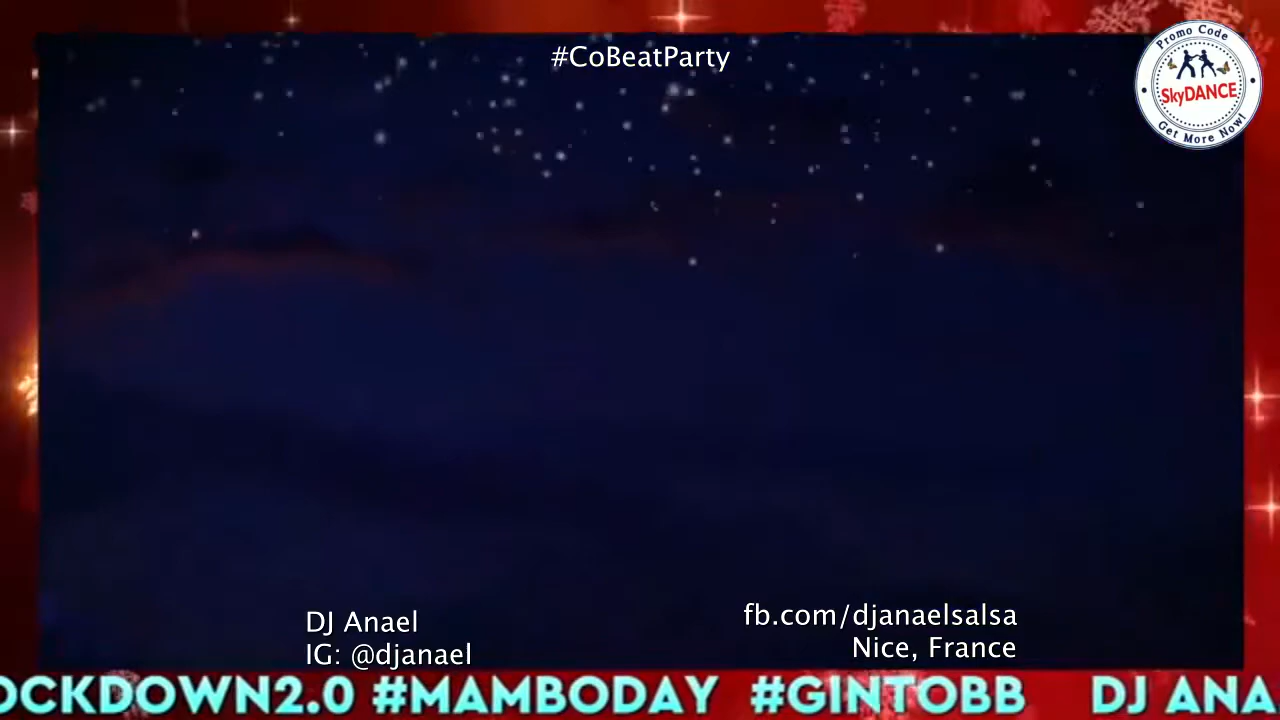 #CoBeatParty
Promo Code
SkyDANCE
Get More Now!
DJ Anael
IG: @djanael
fb.com/djanaelsalsa
Nice, France
OCKDOWN2.0 #MAMBODAY #GINTOBB DJ ANA